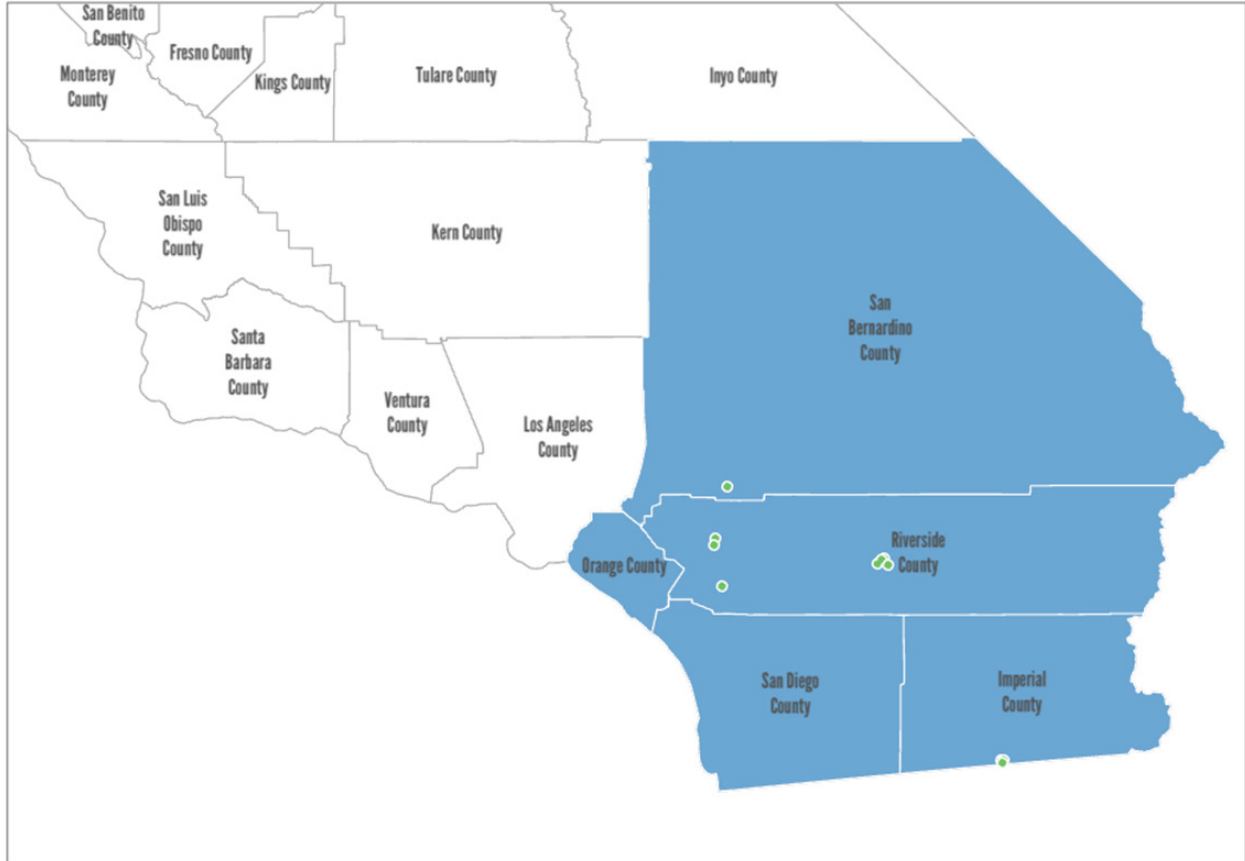 San Benito
County
Fresno County
Monterey
County
Kings County
Tulare County
Inyo County
San Luis
Obispo
County
Kern County
San
Bernardino
County
Santa
Barbara
County
Ventura
County
Los Angeles
County
Orange County
Riverside
County
San Diego
County
Imperial
County